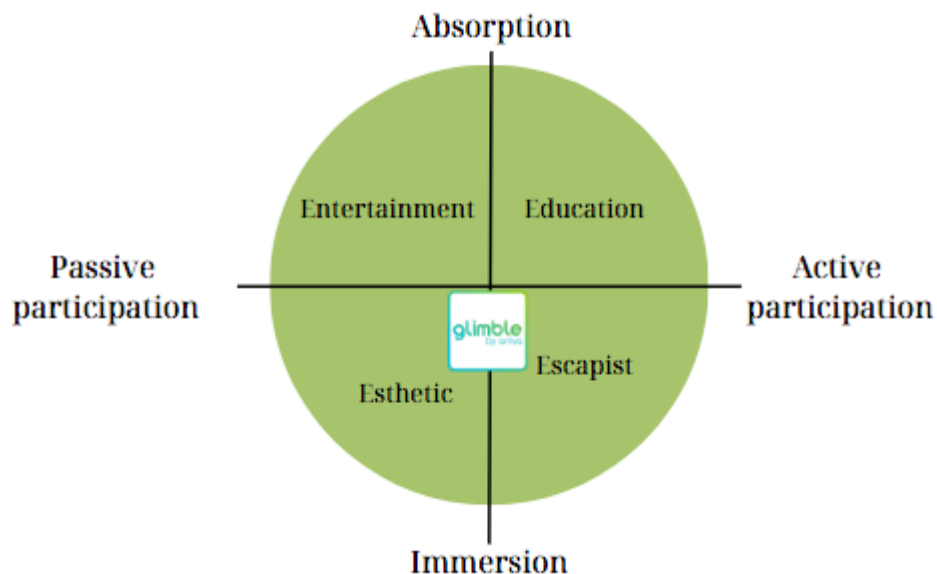 Absorption
Entertainment
Education
Passive
participation
Active
participation
glimble
by arriva
Escapist
Esthetic
Immersion